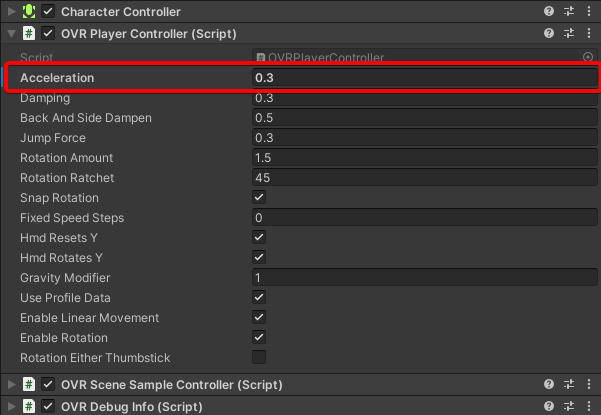 Character Controller
OVR Player Controller (Script)
Script OVRPlayerController
Acceleration 0.3
Damping 0.3
Back And Side Dampen 0.5
Jump Force 0.3
Rotation Amount 1.5
Rotation Ratchet 45
Snap Rotation
Fixed Speed Steps 0
Hmd Resets Y
Hmd Rotates Y
Gravity Modifier 1
Use Profile Data
Enable Linear Movement
Enable Rotation
Rotation Either Thumbstick
OVR Scene Sample Controller (Script)
OVR Debug Info (Script)